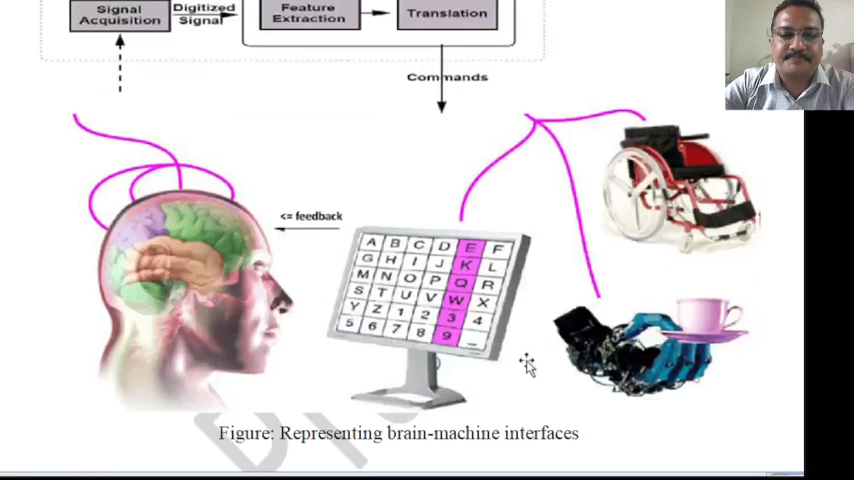 Signal
Acquisition
Digitized
Signal
Feature
Extraction
Translation
Commands
<= feedback
A B C D E F
G H I J K L
M N O P Q R
S T U V W X
Y Z 1 2 3 4
5 6 7 8 9 _
Figure: Representing brain-machine interfaces